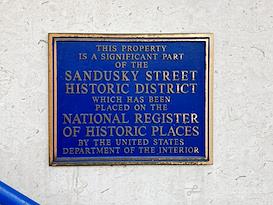 THIS PROPERTY
IS A SIGNIFICANT PART
OF THE
SANDUSKY STREET
HISTORIC DISTRICT
WHICH HAS BEEN
PLACED ON THE
NATIONAL REGISTER
OF HISTORIC PLACES
BY THE UNITED STATES
DEPARTMENT OF THE INTERIOR